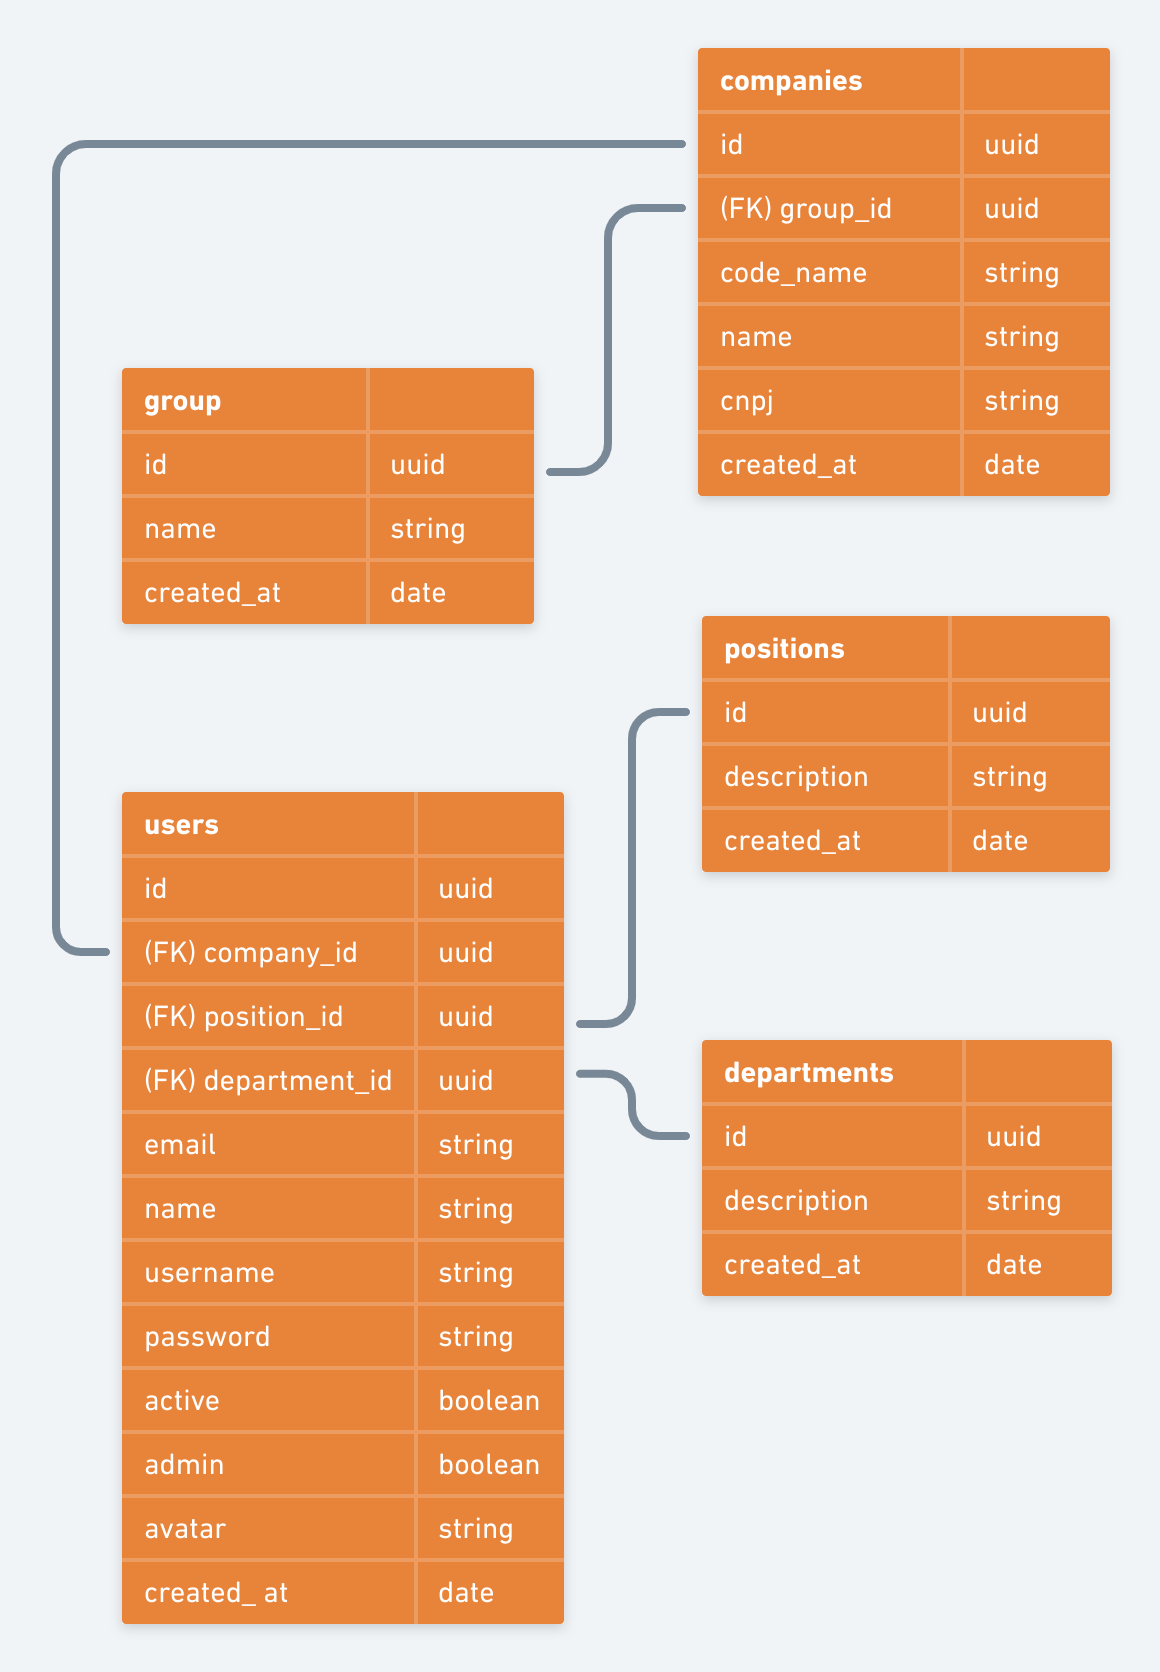 companies
id uuid
(FK) group_id uuid
code_name string
name string
cnpj string
created_at date
group
id uuid
name string
created_at date
positions
id uuid
description string
created_at date
users
id uuid
(FK) company_id uuid
(FK) position_id uuid
(FK) department_id uuid
email string
name string
username string
password string
active boolean
admin boolean
avatar string
created_ at date
departments
id uuid
description string
created_at date